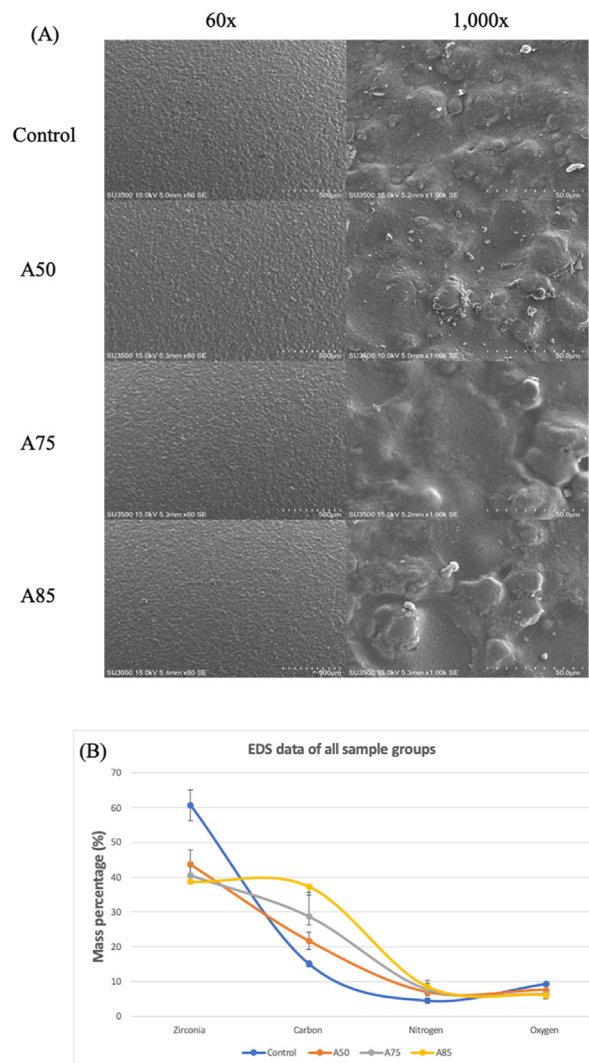 (A)
60x
1,000x
Control
SU3500 10.0kV 5.0mm x60 SE
500µm
SU3500 15.0kV 5.2mm x1.00k SE
50.0µm
A50
SU3500 15.0kV 6.3mm x60 SE
500µm
SU3500 10.0kV 5.0mm x1.00k SE
50.0µm
A75
SU3500 15.0kV 5.3mm x60 SE
500µm
SU3500 15.0kV 5.2mm x1.00k SE
50.0µm
A85
SU3500 15.0kV 5.4mm x60 SE
500µm
SU3500 15.0kV 5.3mm x1.00k SE
50.0µm
(B)
EDS data of all sample groups
Mass percentage (%)
70
60
50
40
30
20
10
0
Zirconia Carbon Nitrogen Oxygen
Control A50 A75 A85